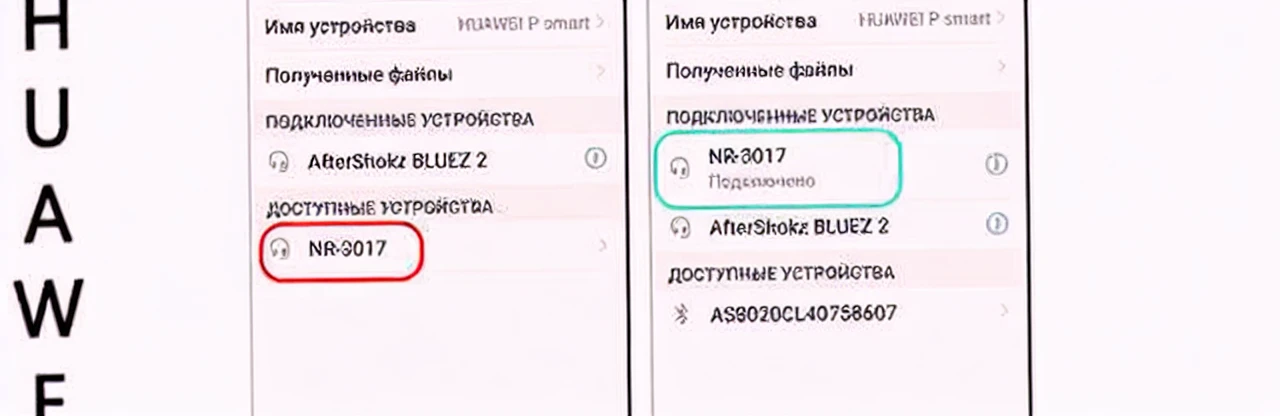 H
U
A
W
E
Имя устройства HUAWEI P smart
Полученные файлы
ПОДКЛЮЧЕННЫЕ УСТРОЙСТВА
AfterShokz BLUEZ 2
ДОСТУПНЫЕ УСТРОЙСТВА
NR-3017
Имя устройства HUAWEI P smart
Полученные файлы
ПОДКЛЮЧЕННЫЕ УСТРОЙСТВА
NR-3017
Подключено
AfterShokz BLUEZ 2
ДОСТУПНЫЕ УСТРОЙСТВА